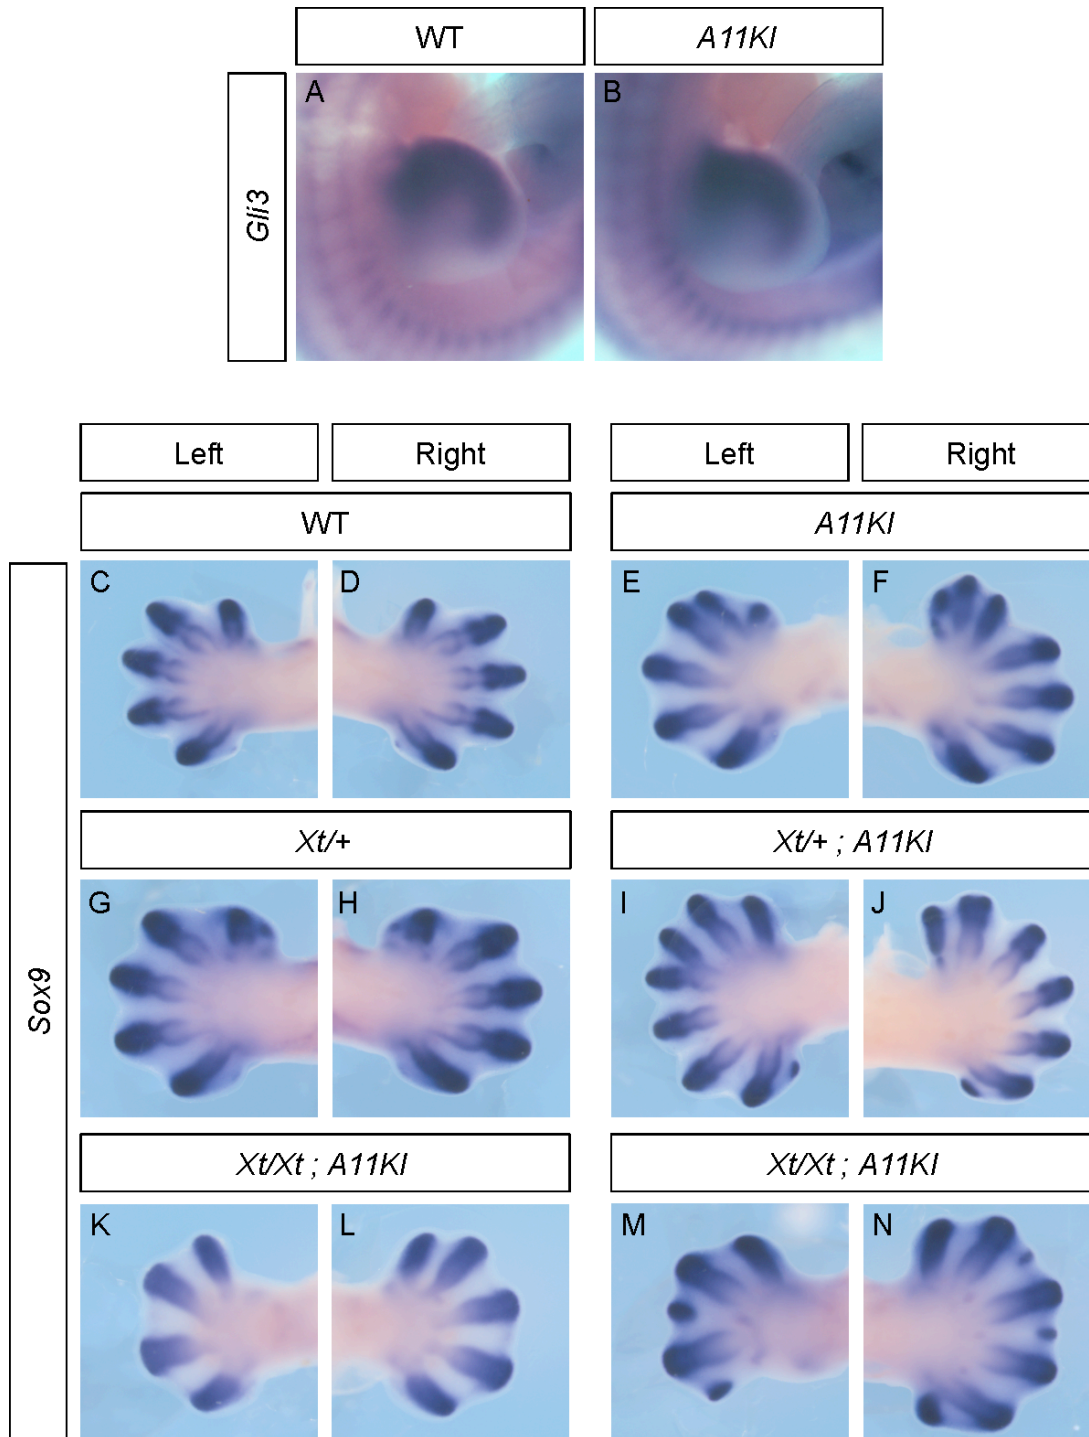 WT
A11KI
Gli3
A
B
Left
Right
Left
Right
WT
A11KI
Sox9
C
D
E
F
Xt/+
Xt/+ ; A11KI
G
H
I
J
Xt/Xt ; A11KI
Xt/Xt ; A11KI
K
L
M
N